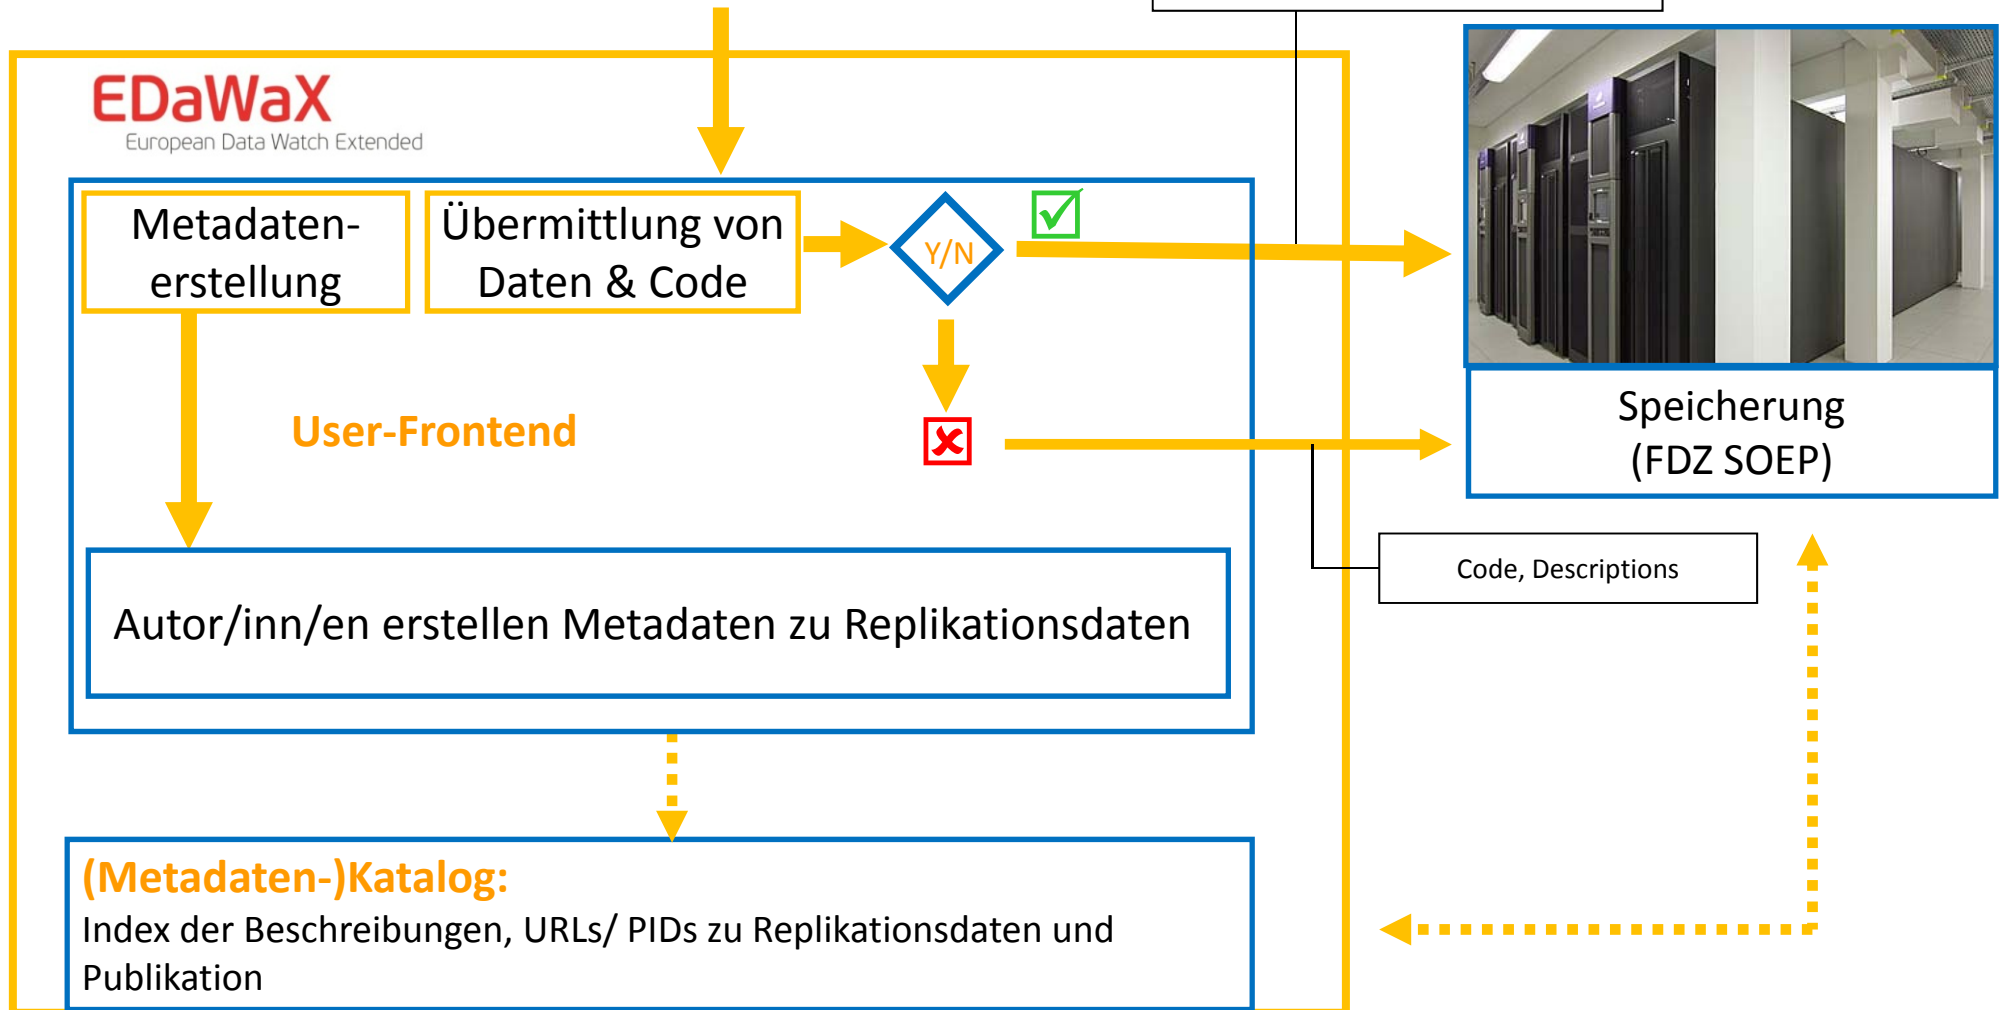 EDaWaX
European Data Watch Extended
Metadaten-
erstellung
Übermittlung von
Daten & Code
Y/N
User-Frontend
Speicherung
(FDZ SOEP)
Code, Descriptions
Autor/inn/en erstellen Metadaten zu Replikationsdaten
(Metadaten-)Katalog:
Index der Beschreibungen, URLs/ PIDs zu Replikationsdaten und
Publikation